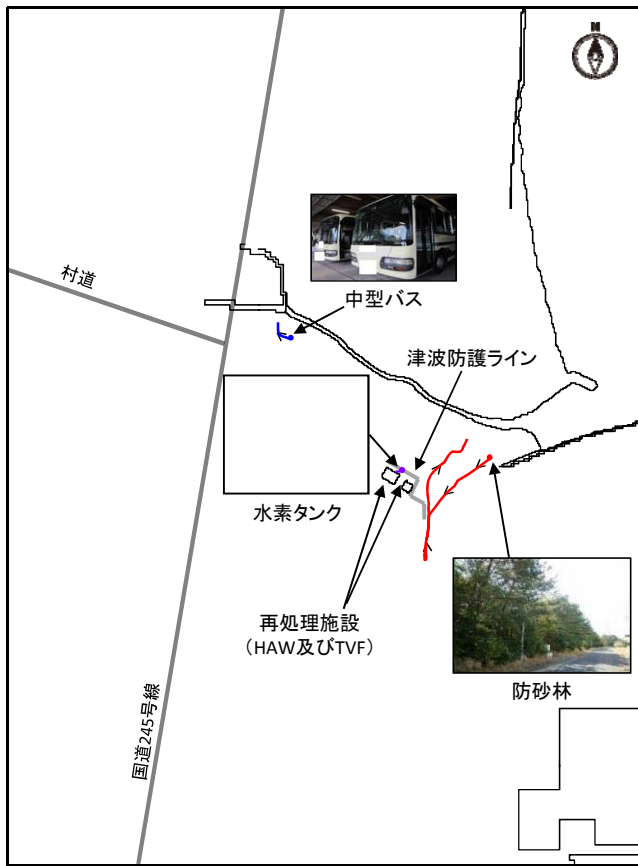 N
村道
中型バス
津波防護ライン
水素タンク
再処理施設
（HAW及びTVF）
防砂林
国道245号線